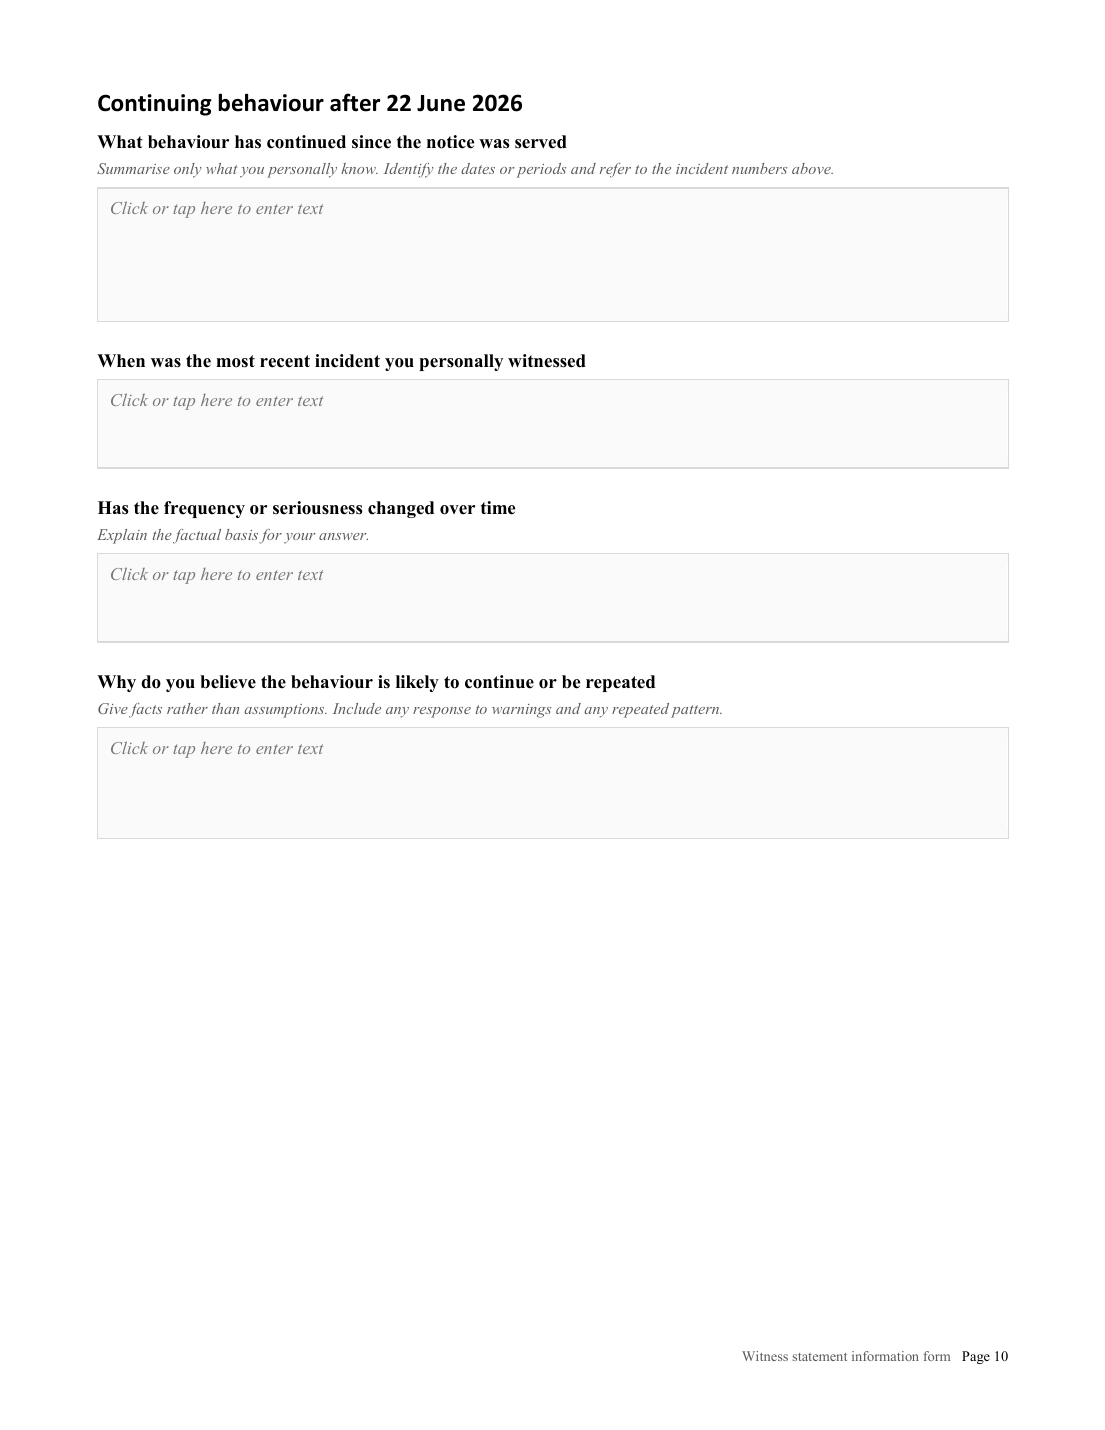 Continuing behaviour after 22 June 2026
What behaviour has continued since the notice was served
Summarise only what you personally know. Identify the dates or periods and refer to the incident numbers above.
Click or tap here to enter text
When was the most recent incident you personally witnessed
Click or tap here to enter text
Has the frequency or seriousness changed over time
Explain the factual basis for your answer.
Click or tap here to enter text
Why do you believe the behaviour is likely to continue or be repeated
Give facts rather than assumptions. Include any response to warnings and any repeated pattern.
Click or tap here to enter text
Witness statement information form Page 10